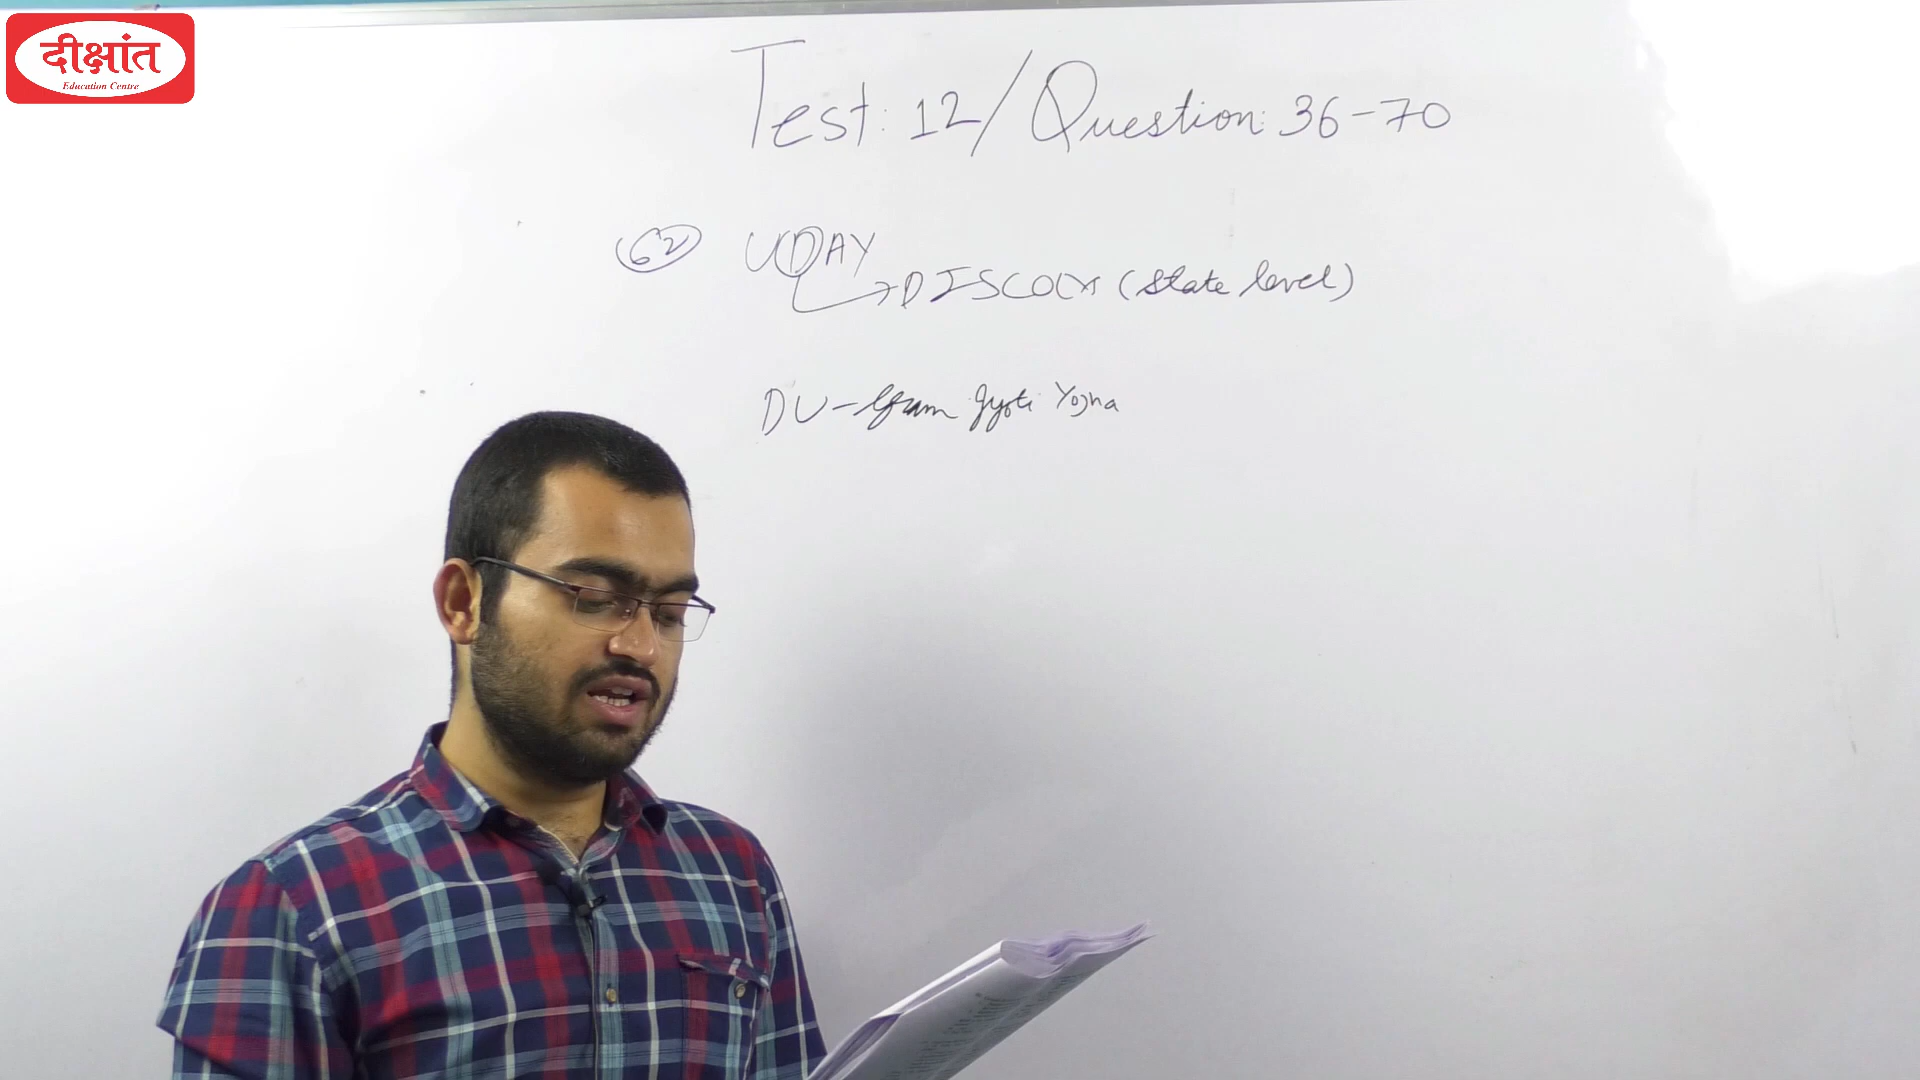 दीक्षांत
Education Centre
Test: 12/Question: 36-70
62 UDAY
DISCOM (State level)
DU-Gram Jyoti Yojna